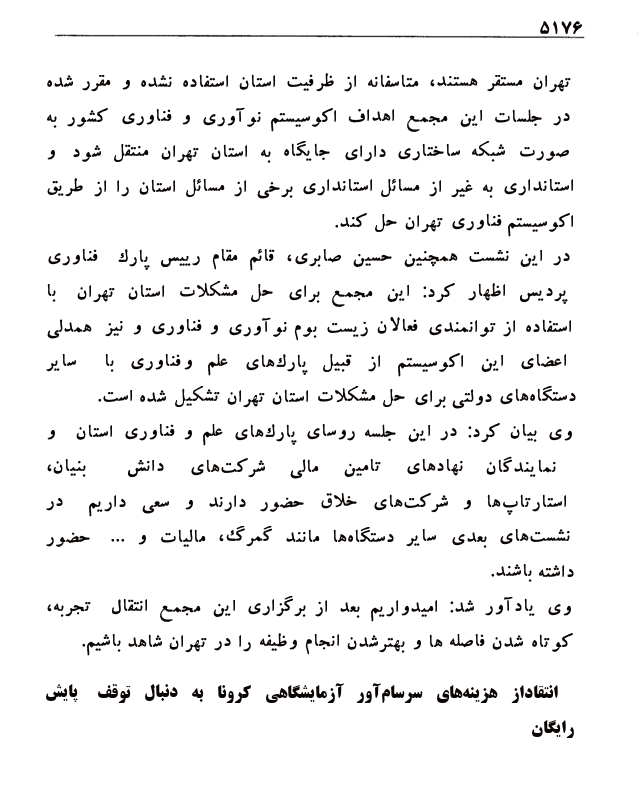 ۵۱۷۶
تهران مستقر هستند، متاسفانه از ظرفیت استان استفاده نشده و مقرر شده
در جلسات این مجمع اهداف اکوسیستم نوآوری و فناوری کشور به
صورت شبکه ساختاری دارای جایگاه به استان تهران منتقل شود و
استانداری به غیر از مسائل استانداری برخی از مسائل استان را از طریق
اکوسیستم فناوری تهران حل کند.
در این نشست همچنین حسین صابری، قائم مقام رییس پارك فناوری
پردیس اظهار کرد: این مجمع برای حل مشکلات استان تهران با
استفاده از توانمندی فعالان زیست بوم نوآوری و فناوری و نیز همدلی
اعضای این اکوسیستم از قبیل پارك‌های علم وفناوری با سایر
دستگاه‌های دولتی برای حل مشکلات استان تهران تشکیل شده است.
وی بیان کرد: در این جلسه روسای پارك‌های علم و فناوری استان و
نمایندگان نهادهای تامین مالی شرکت‌های دانش بنیان،
استارتاپ‌ها و شرکت‌های خلاق حضور دارند و سعی داریم در
نشست‌های بعدی سایر دستگاه‌ها مانند گمرگ، مالیات و ... حضور
داشته باشند.
وی یادآور شد: امیدواریم بعد از برگزاری این مجمع انتقال تجربه،
کوتاه شدن فاصله ها و بهترشدن انجام وظیفه را در تهران شاهد باشیم.
انتقاداز هزینه‌های سرسام‌آور آزمایشگاهی کرونا به دنبال توقف پایش
رایگان